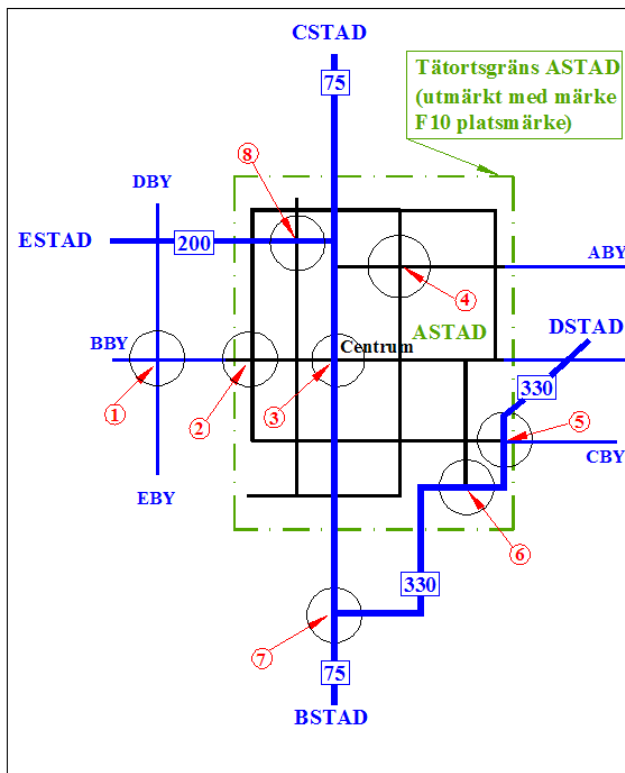 CSTAD
75
Tätortsgräns ASTAD
(utmärkt med märke
F10 platsmärke)
8
DBY
ESTAD
200
ABY
4
ASTAD
DSTAD
BBY
Centrum
330
1
2
3
5
CBY
EBY
6
330
7
75
BSTAD